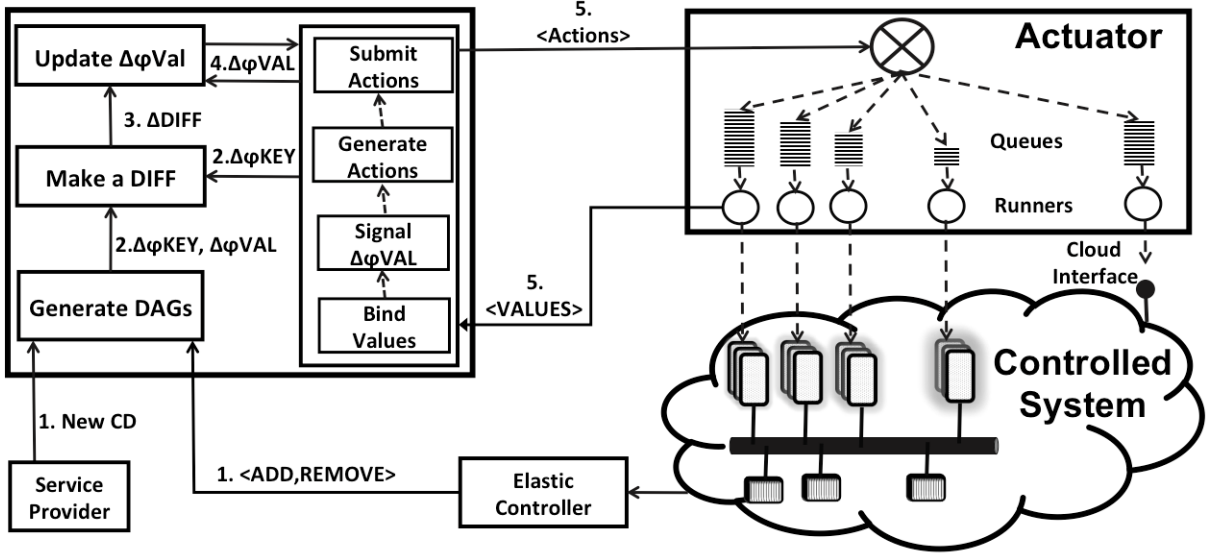 5.
<Actions>
Actuator
Update ΔφVal
4.ΔφVAL
Submit
Actions
3. ΔDIFF
Queues
2.ΔφKEY
Generate
Actions
Make a DIFF
Runners
Signal
ΔφVAL
2.ΔφKEY, ΔφVAL
Cloud
Interface
5.
<VALUES>
Generate DAGs
Bind
Values
Controlled
System
1. New CD
1. <ADD,REMOVE>
Elastic
Controller
Service
Provider